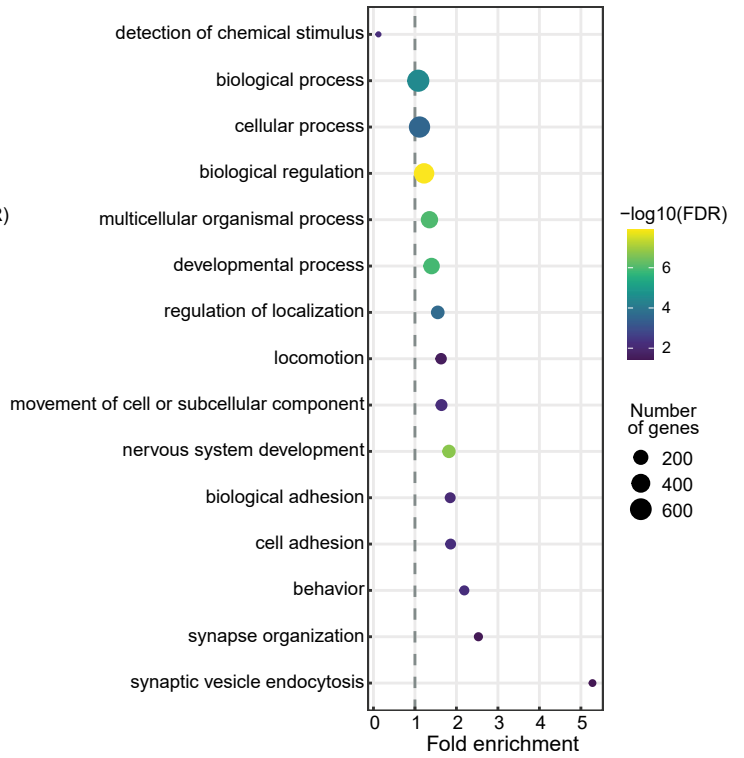 detection of chemical stimulus
biological process
cellular process
biological regulation
multicellular organismal process
developmental process
regulation of localization
locomotion
movement of cell or subcellular component
nervous system development
biological adhesion
cell adhesion
behavior
synapse organization
synaptic vesicle endocytosis
0 1 2 3 4 5
Fold enrichment
−log10(FDR)
6
4
2
Number
of genes
200
400
600
)